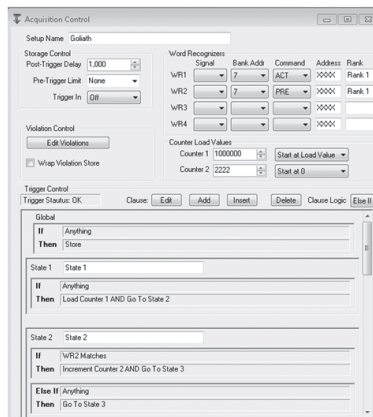 Acquisition Control
Setup Name Goliath
Storage Control
Post-Trigger Delay 1,000
Pre-Trigger Limit None
Trigger In Off
Violation Control
Edit Violations
Wrap Violation Store
Word Recognizers
Signal Bank Addr Command Address Rank
WR1 7 ACT XXXX Rank 1
WR2 7 PRE XXXX Rank 1
WR3 XXXX
WR4 XXXX
Counter Load Values
Counter 1 1000000 Start at Load Value
Counter 2 2222 Start at 0
Trigger Control
Trigger Stautus: OK Clause: Edit Add Insert Delete Clause Logic Else If
Global
If Anything
Then Store
State 1 State 1
If Anything
Then Load Counter 1 AND Go To State 2
State 2 State 2
If WR2 Matches
Then Increment Counter 2 AND Go To State 3
Else If Anything
Then Go To State 3